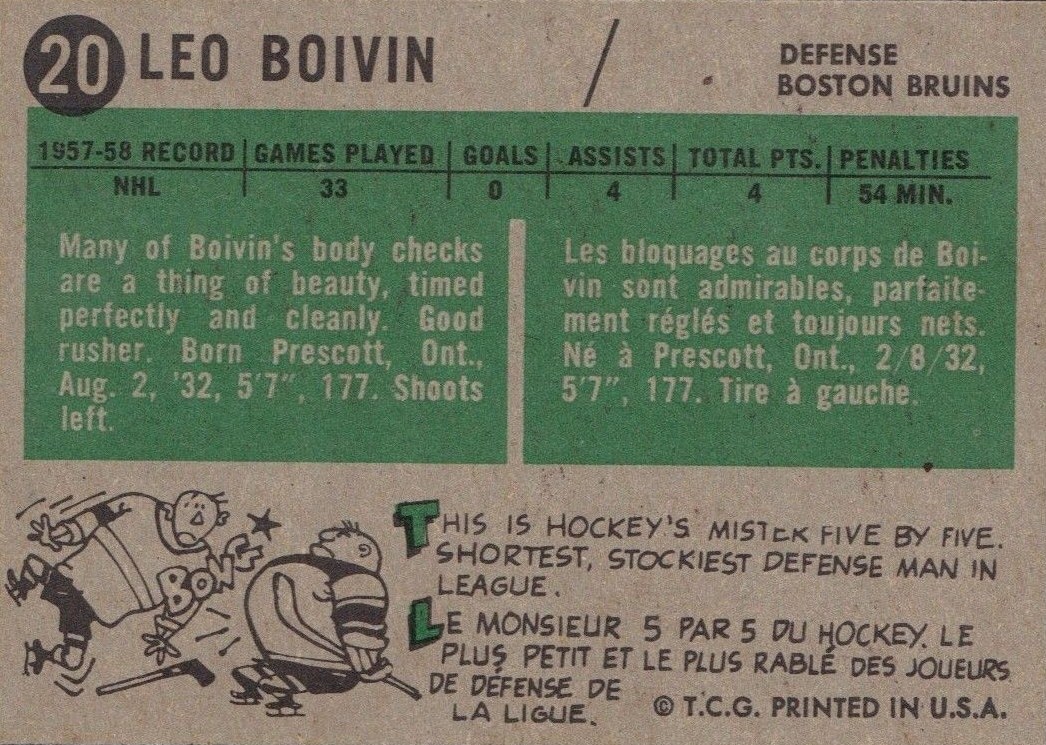 20 LEO BOIVIN
DEFENSE
BOSTON BRUINS
1957-58 RECORD GAMES PLAYED GOALS ASSISTS TOTAL PTS. PENALTIES
NHL 33 0 4 4 54 MIN.
Many of Boivin's body checks
are a thing of beauty, timed
perfectly and cleanly. Good
rusher. Born Prescott, Ont.,
Aug. 2, '32, 5'7", 177. Shoots
left.
Les bloquages au corps de Boi-
vin sont admirables, parfaite-
ment réglés et toujours nets.
Né à Prescott, Ont., 2/8/32,
5'7", 177. Tire à gauche.
BONG
THIS IS HOCKEY'S MISTER FIVE BY FIVE.
SHORTEST, STOCKIEST DEFENSE MAN IN
LEAGUE.
LE MONSIEUR 5 PAR 5 DU HOCKEY. LE
PLUS PETIT ET LE PLUS RABLÉ DES JOUEURS
DE DÉFENSE DE
LA LIGUE.
© T.C.G. PRINTED IN U.S.A.